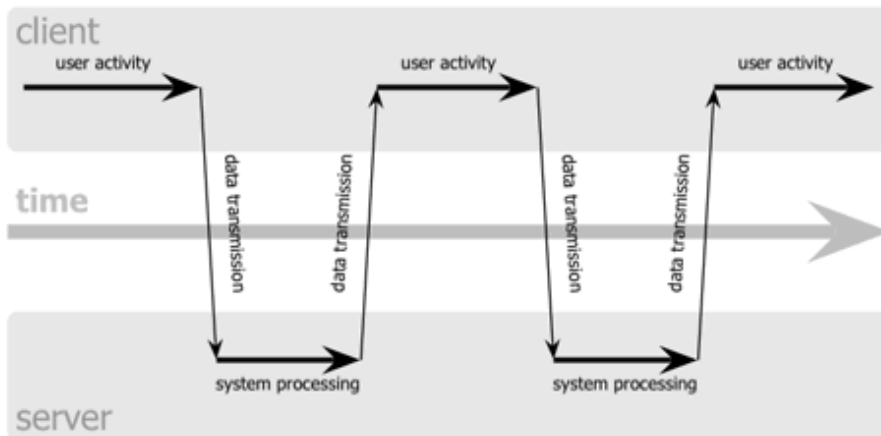 client
user activity
user activity
user activity
data transmission
data transmission
data transmission
data transmission
time
system processing
system processing
server